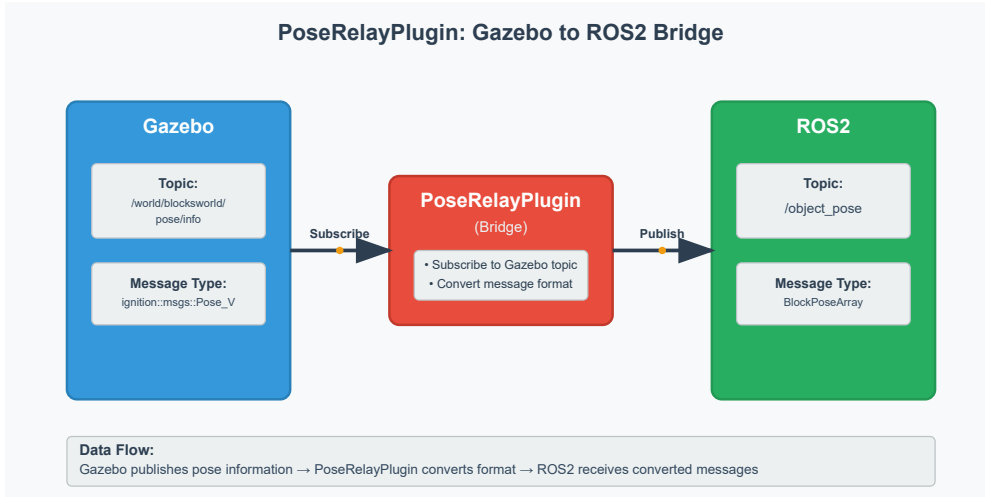 PoseRelayPlugin: Gazebo to ROS2 Bridge
Gazebo
Topic:
/world/blocksworld/
pose/info
Message Type:
ignition::msgs::Pose_V
Subscribe
PoseRelayPlugin
(Bridge)
• Subscribe to Gazebo topic
• Convert message format
Publish
ROS2
Topic:
/object_pose
Message Type:
BlockPoseArray
Data Flow:
Gazebo publishes pose information → PoseRelayPlugin converts format → ROS2 receives converted messages